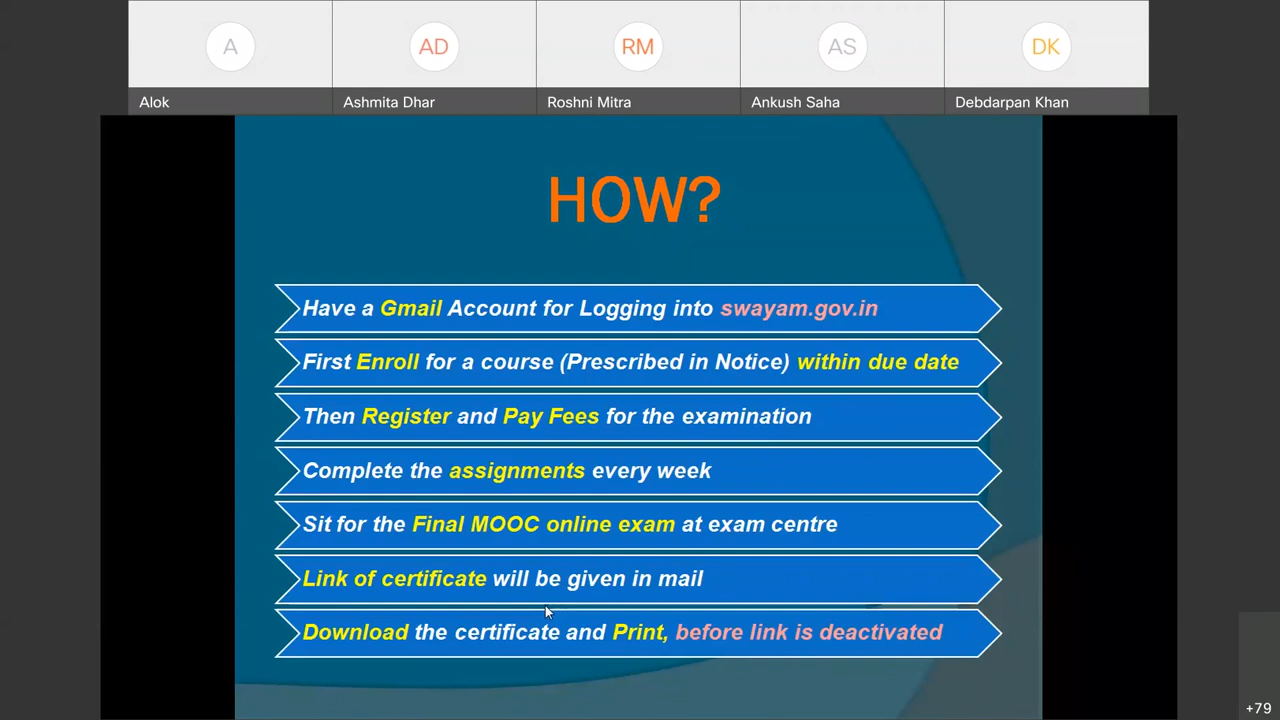 A
AD
RM
AS
DK
Alok
Ashmita Dhar
Roshni Mitra
Ankush Saha
Debdarpan Khan
HOW?
Have a Gmail Account for Logging into swayam.gov.in
First Enroll for a course (Prescribed in Notice) within due date
Then Register and Pay Fees for the examination
Complete the assignments every week
Sit for the Final MOOC online exam at exam centre
Link of certificate will be given in mail
Download the certificate and Print, before link is deactivated
+79